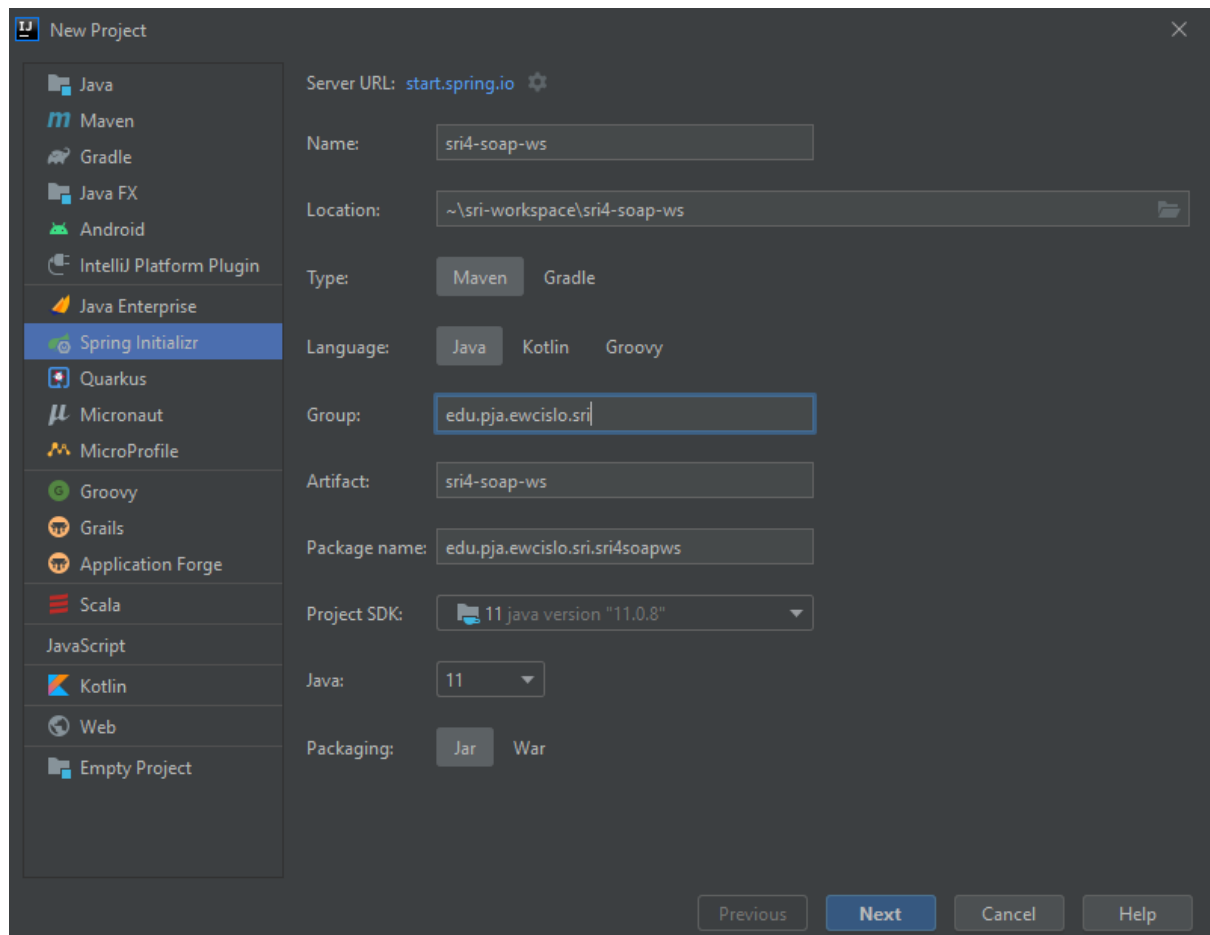 New Project
Java
Maven
Gradle
Java FX
Android
IntelliJ Platform Plugin
Java Enterprise
Spring Initializr
Quarkus
Micronaut
MicroProfile
Groovy
Grails
Application Forge
Scala
JavaScript
Kotlin
Web
Empty Project
Server URL: start.spring.io
Name: sri4-soap-ws
Location: ~\sri-workspace\sri4-soap-ws
Type: Maven Gradle
Language: Java Kotlin Groovy
Group: edu.pja.ewcislo.sri
Artifact: sri4-soap-ws
Package name: edu.pja.ewcislo.sri.sri4soapws
Project SDK: 11 java version "11.0.8"
Java: 11
Packaging: Jar War
Previous Next Cancel Help